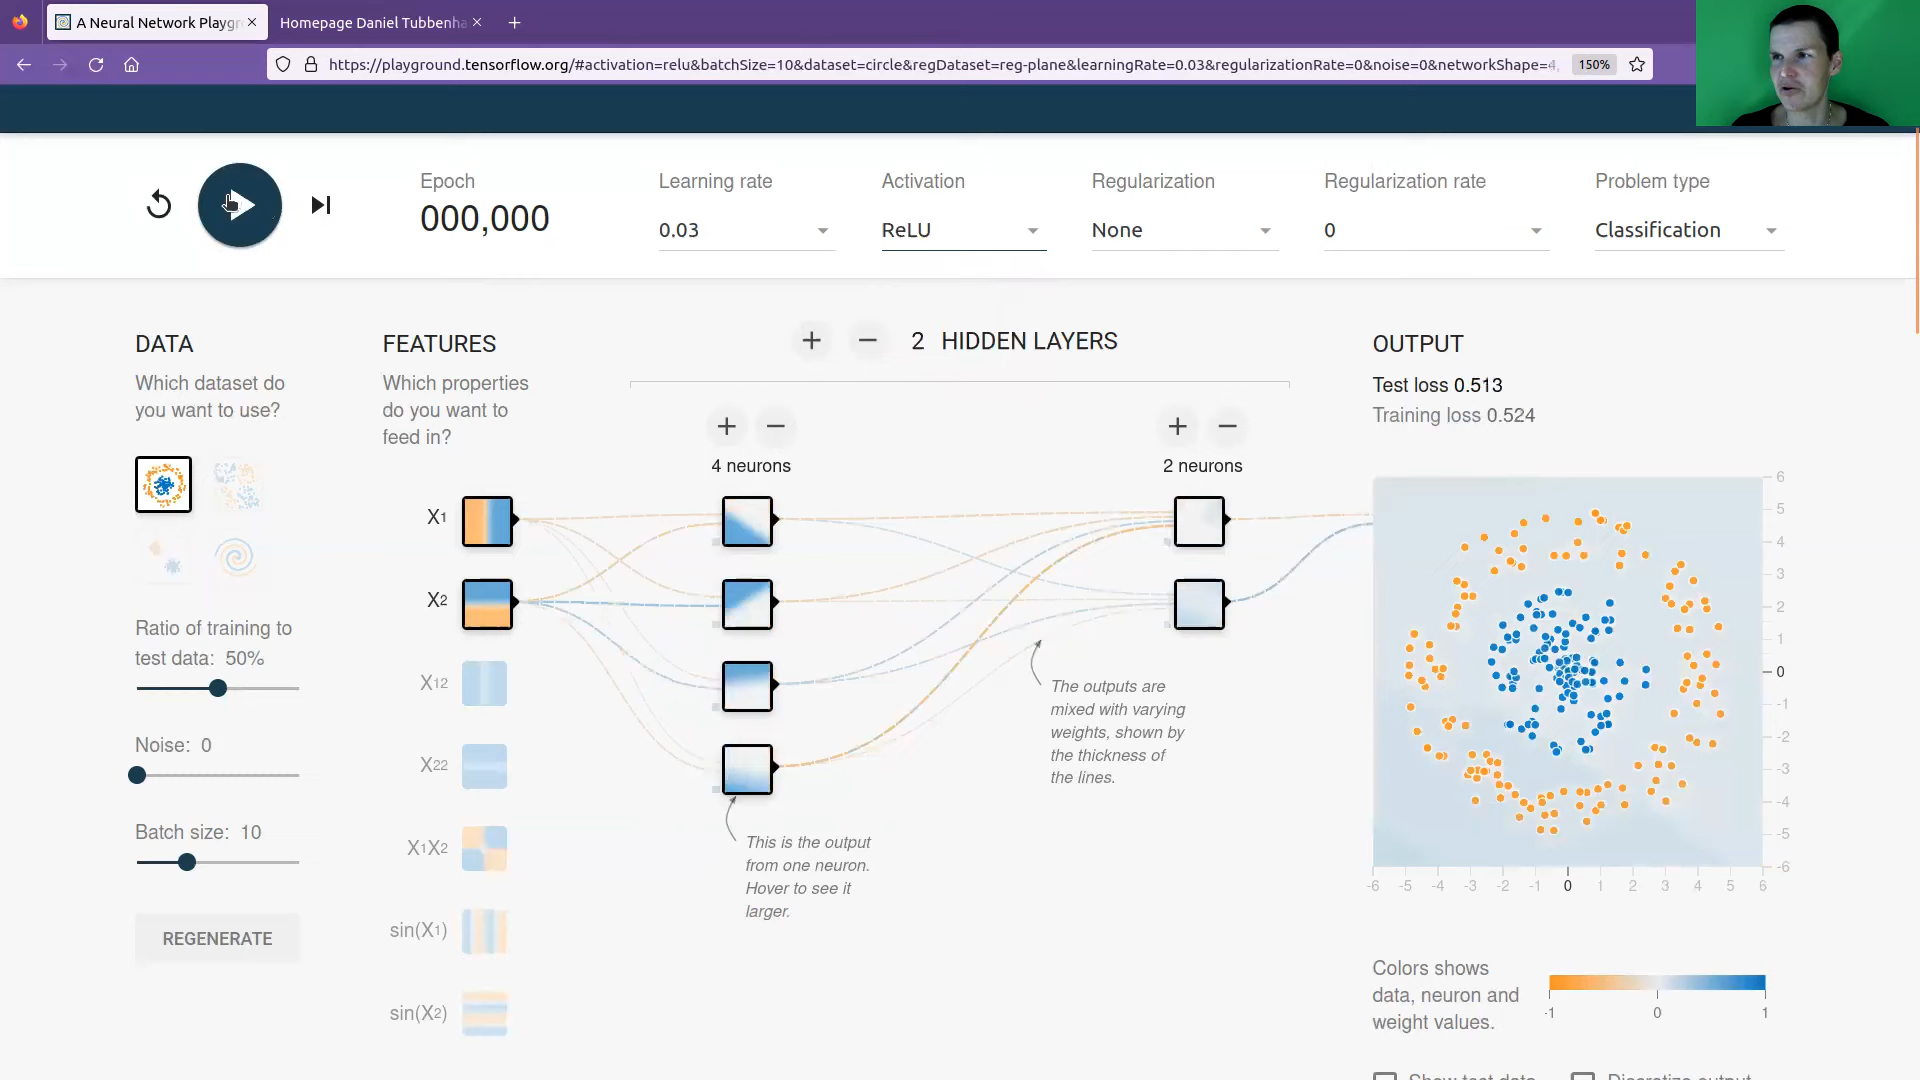 A Neural Network Playgr
Homepage Daniel Tubbenha
https://playground.tensorflow.org/#activation=relu&batchSize=10&dataset=circle&regDataset=reg-plane&learningRate=0.03&regularizationRate=0&noise=0&networkShape=4,
150%
Epoch
000,000
Learning rate
0.03
Activation
ReLU
Regularization
None
Regularization rate
0
Problem type
Classification
DATA
Which dataset do
you want to use?
Ratio of training to
test data: 50%
Noise: 0
Batch size: 10
REGENERATE
FEATURES
Which properties
do you want to
feed in?
X1
X2
X12
X22
X1X2
sin(X1)
sin(X2)
+ − 2 HIDDEN LAYERS
+ −
4 neurons
+ −
2 neurons
The outputs are
mixed with varying
weights, shown by
the thickness of
the lines.
This is the output
from one neuron.
Hover to see it
larger.
OUTPUT
Test loss 0.513
Training loss 0.524
6
5
4
3
2
1
0
-1
-2
-3
-4
-5
-6
-6 -5 -4 -3 -2 -1 0 1 2 3 4 5 6
Colors shows
data, neuron and
weight values.
-1 0 1
Show test data
Discretize output